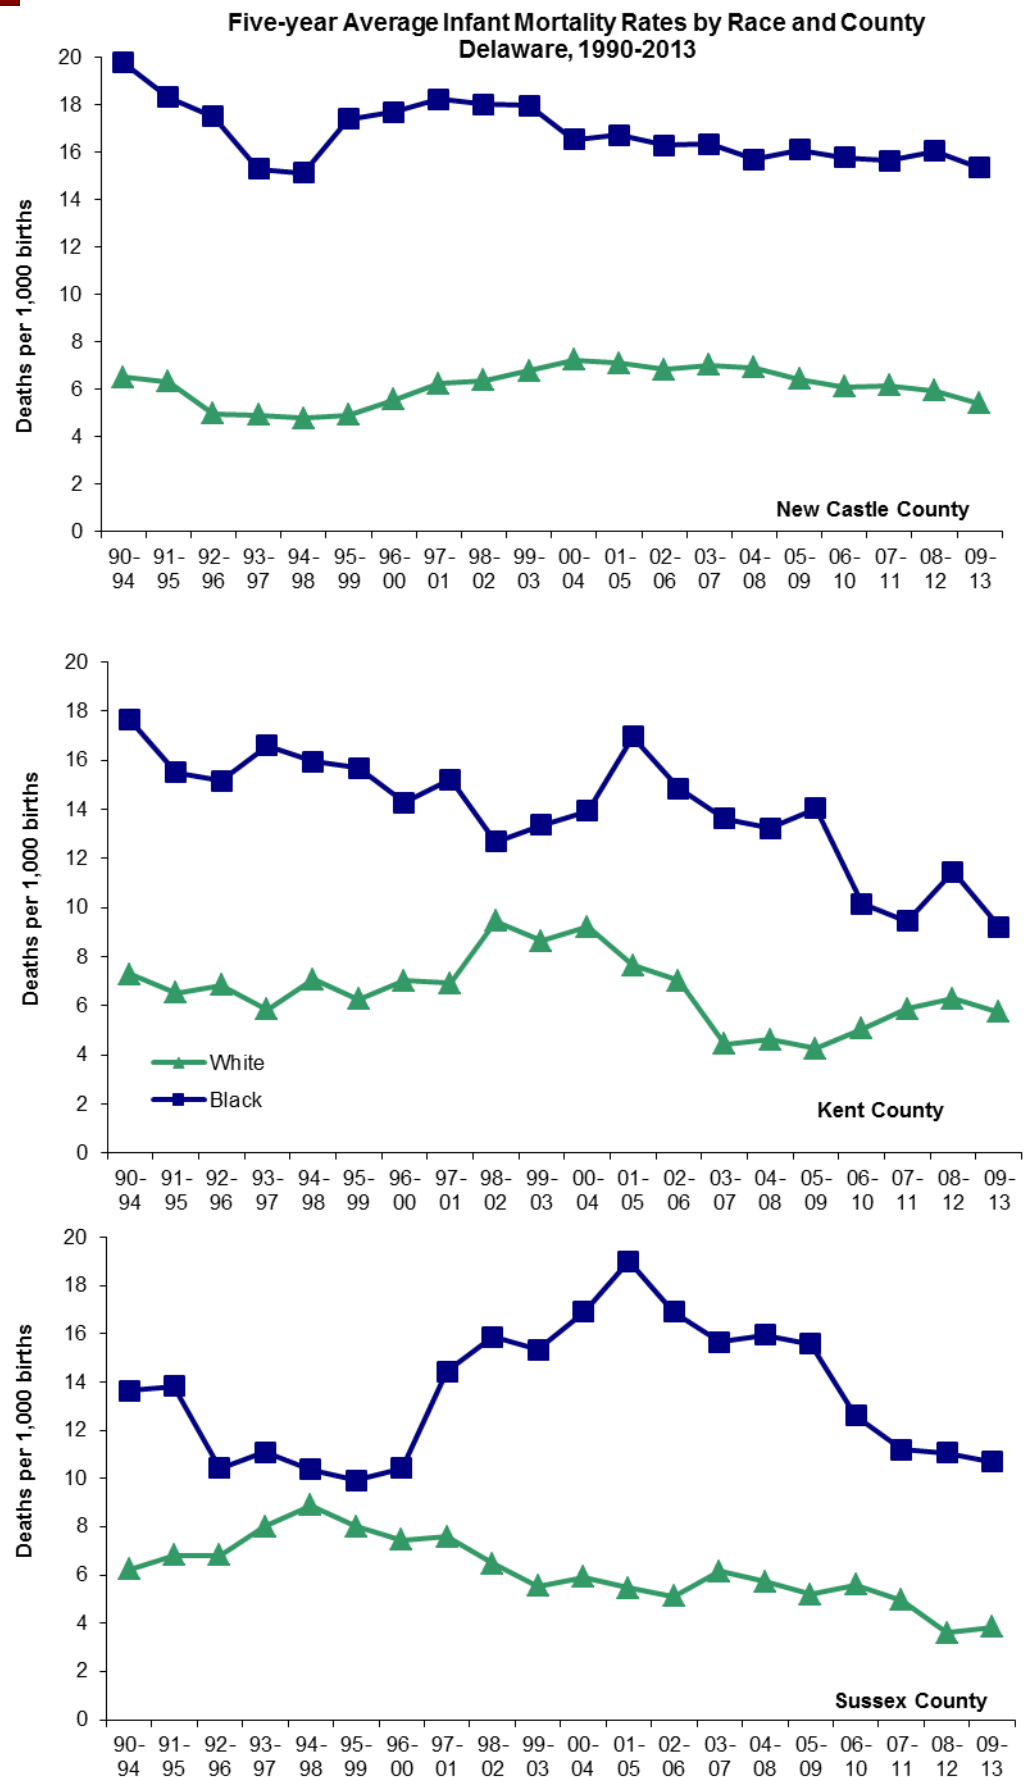 Five-year Average Infant Mortality Rates by Race and County
Delaware, 1990-2013
Deaths per 1,000 births
20
18
16
14
12
10
8
6
4
2
0
New Castle County
90- 91- 92- 93- 94- 95- 96- 97- 98- 99- 00- 01- 02- 03- 04- 05- 06- 07- 08- 09-
94 95 96 97 98 99 00 01 02 03 04 05 06 07 08 09 10 11 12 13
Deaths per 1,000 births
20
18
16
14
12
10
8
6
4
2
0
White
Black
Kent County
90- 91- 92- 93- 94- 95- 96- 97- 98- 99- 00- 01- 02- 03- 04- 05- 06- 07- 08- 09-
94 95 96 97 98 99 00 01 02 03 04 05 06 07 08 09 10 11 12 13
Deaths per 1,000 births
20
18
16
14
12
10
8
6
4
2
0
Sussex County
90- 91- 92- 93- 94- 95- 96- 97- 98- 99- 00- 01- 02- 03- 04- 05- 06- 07- 08- 09-
94 95 96 97 98 99 00 01 02 03 04 05 06 07 08 09 10 11 12 13